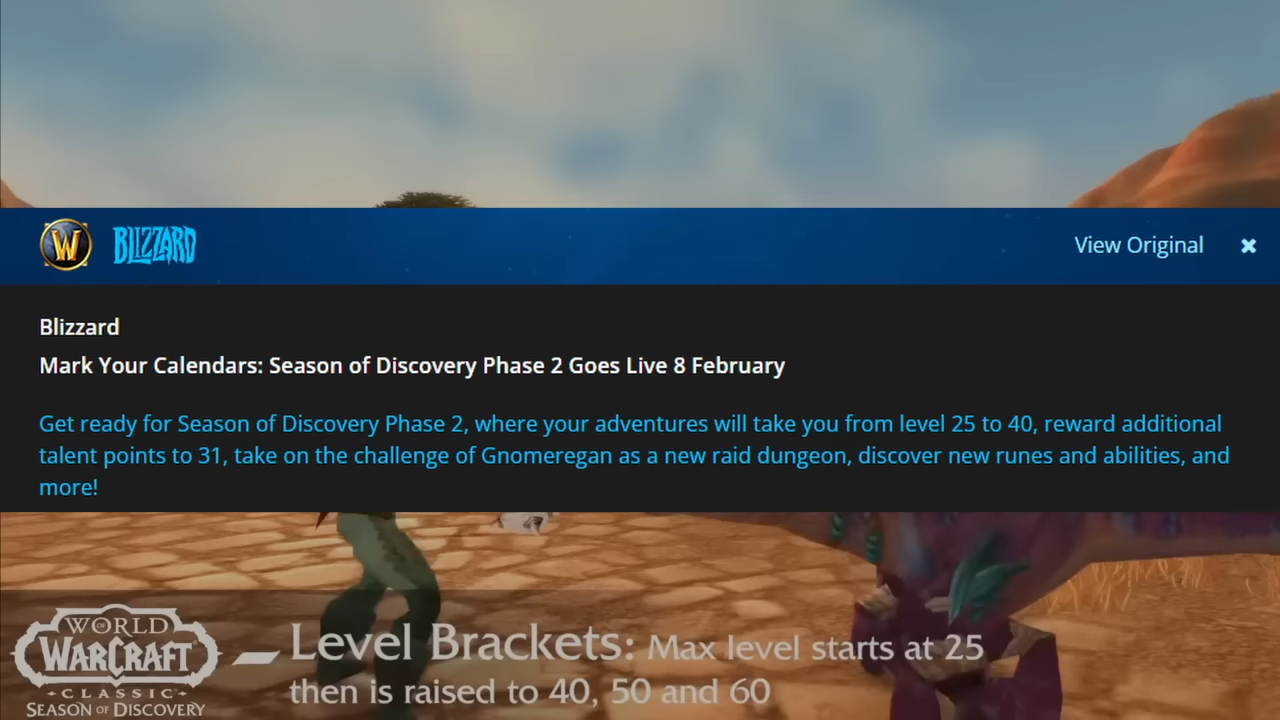 W BLIZZARD View Original ✖
Blizzard
Mark Your Calendars: Season of Discovery Phase 2 Goes Live 8 February
Get ready for Season of Discovery Phase 2, where your adventures will take you from level 25 to 40, reward additional
talent points to 31, take on the challenge of Gnomeregan as a new raid dungeon, discover new runes and abilities, and
more!
WORLD
OF
WARCRAFT
CLASSIC
SEASON OF DISCOVERY
Level Brackets: Max level starts at 25
then is raised to 40, 50 and 60